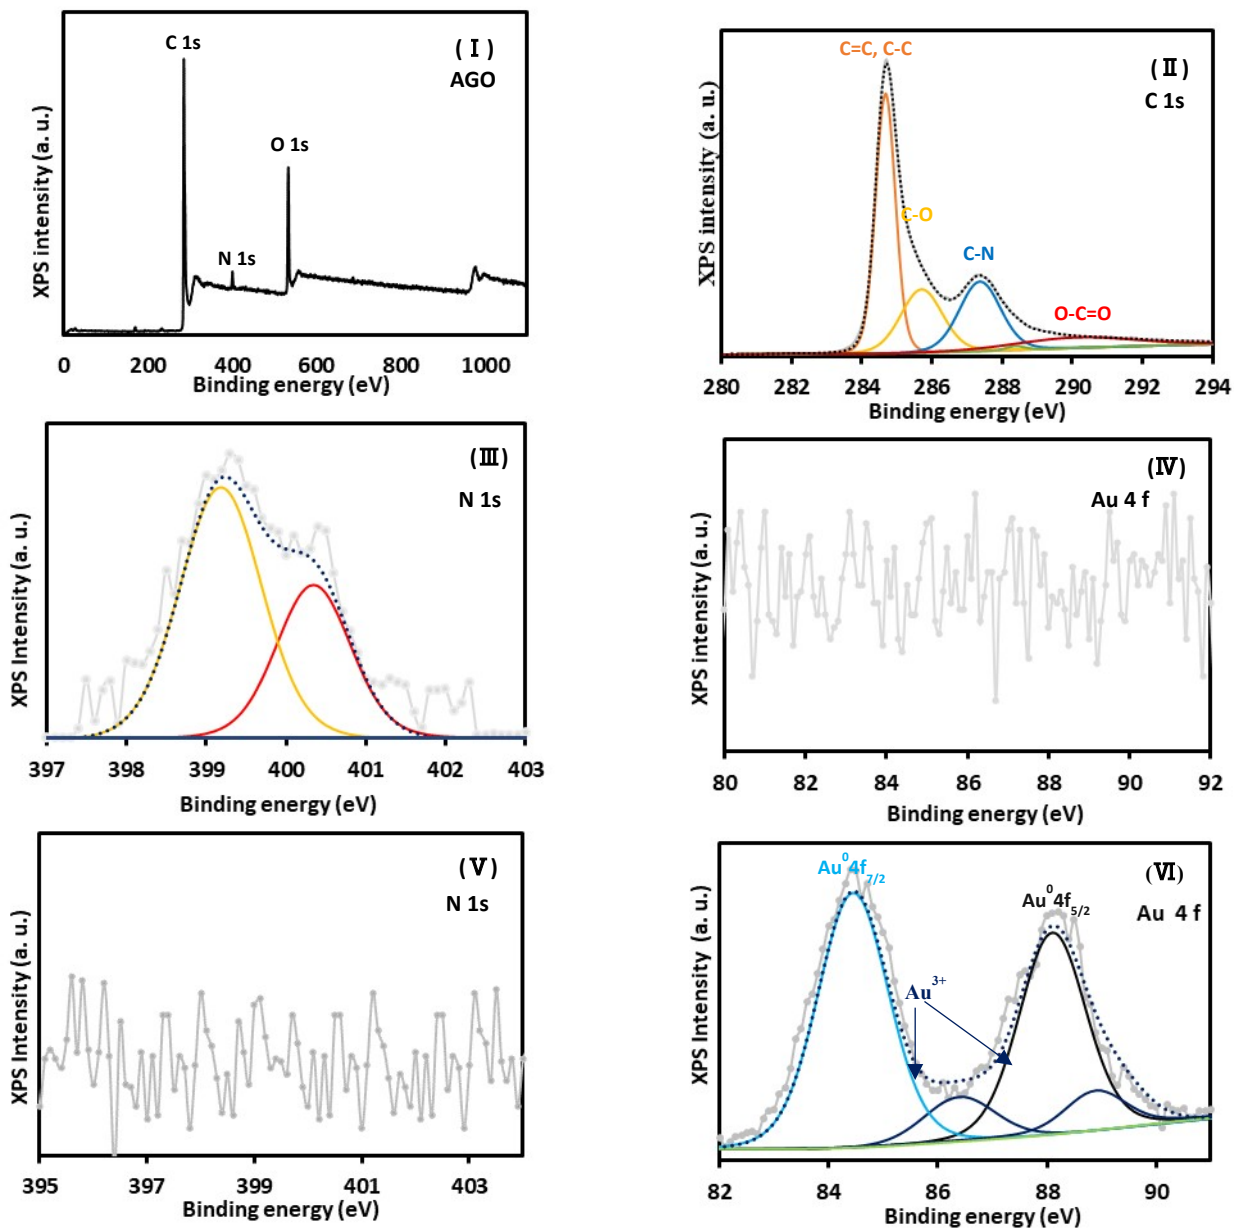 (Ⅰ)
AGO
C 1s
O 1s
N 1s
XPS intensity (a. u.)
0 200 400 600 800 1000
Binding energy (eV)
(Ⅱ)
C 1s
C=C, C-C
C-O
C-N
O-C=O
XPS intensity (a. u.)
280 282 284 286 288 290 292 294
Binding energy (eV)
(Ⅲ)
N 1s
XPS Intensity (a. u.)
397 398 399 400 401 402 403
Binding energy (eV)
(Ⅳ)
Au 4 f
XPS intensity (a. u.)
80 81 82 84 86 88 90 92
Binding energy (eV)
(Ⅴ)
N 1s
XPS Intensity (a. u.)
395 397 399 401 403
Binding energy (eV)
(Ⅵ)
Au 4 f
Au⁰4f₇/₂
Au⁰4f₅/₂
Au³⁺
XPS Intensity (a. u.)
82 84 86 88 90
Binding energy (eV)